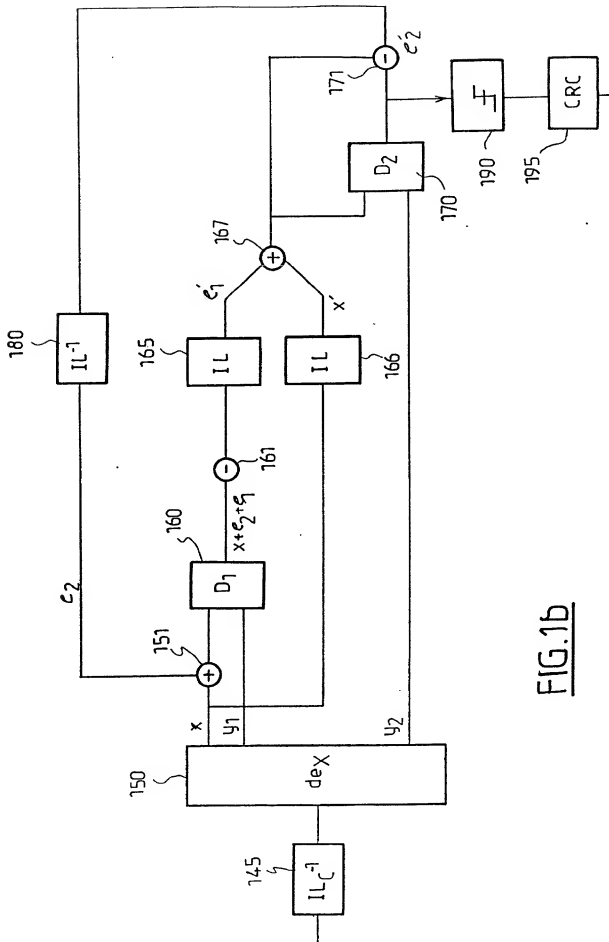 180
IL⁻¹
e₂
151
+
160
D₁
x+e₂+e₁
-
161
165
IL
e'₁
167
+
IL
166
x'
D₂
170
-
171
e'₂
190
CRC
195
x
y₁
y₂
150
deX
IL_C⁻¹
145
FIG.1b